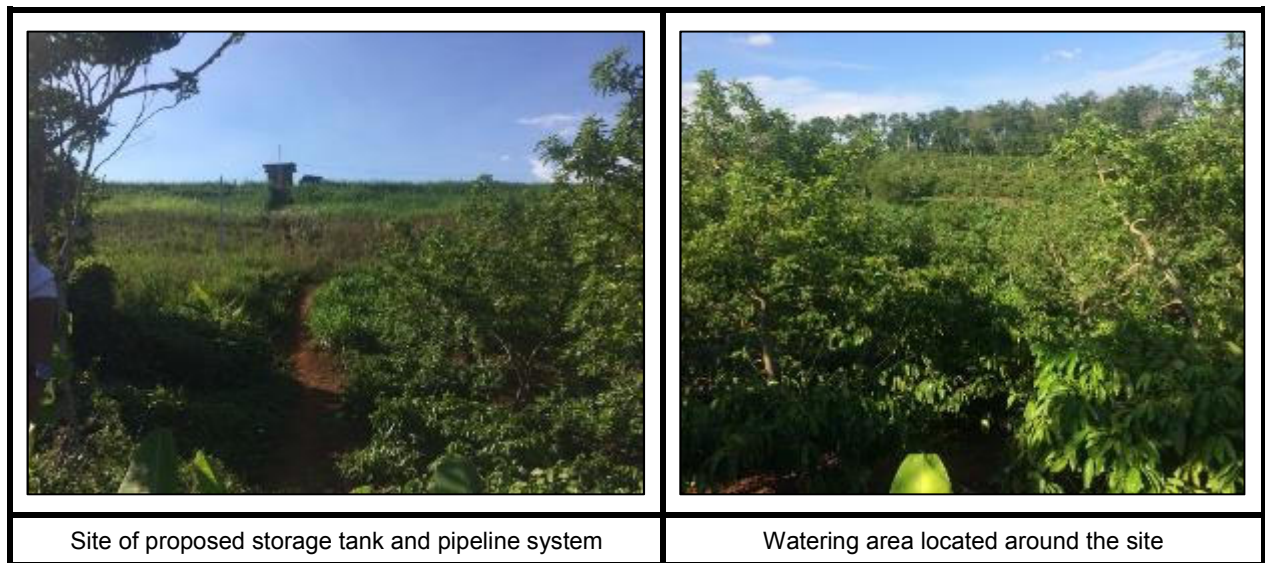 Site of proposed storage tank and pipeline system
Watering area located around the site